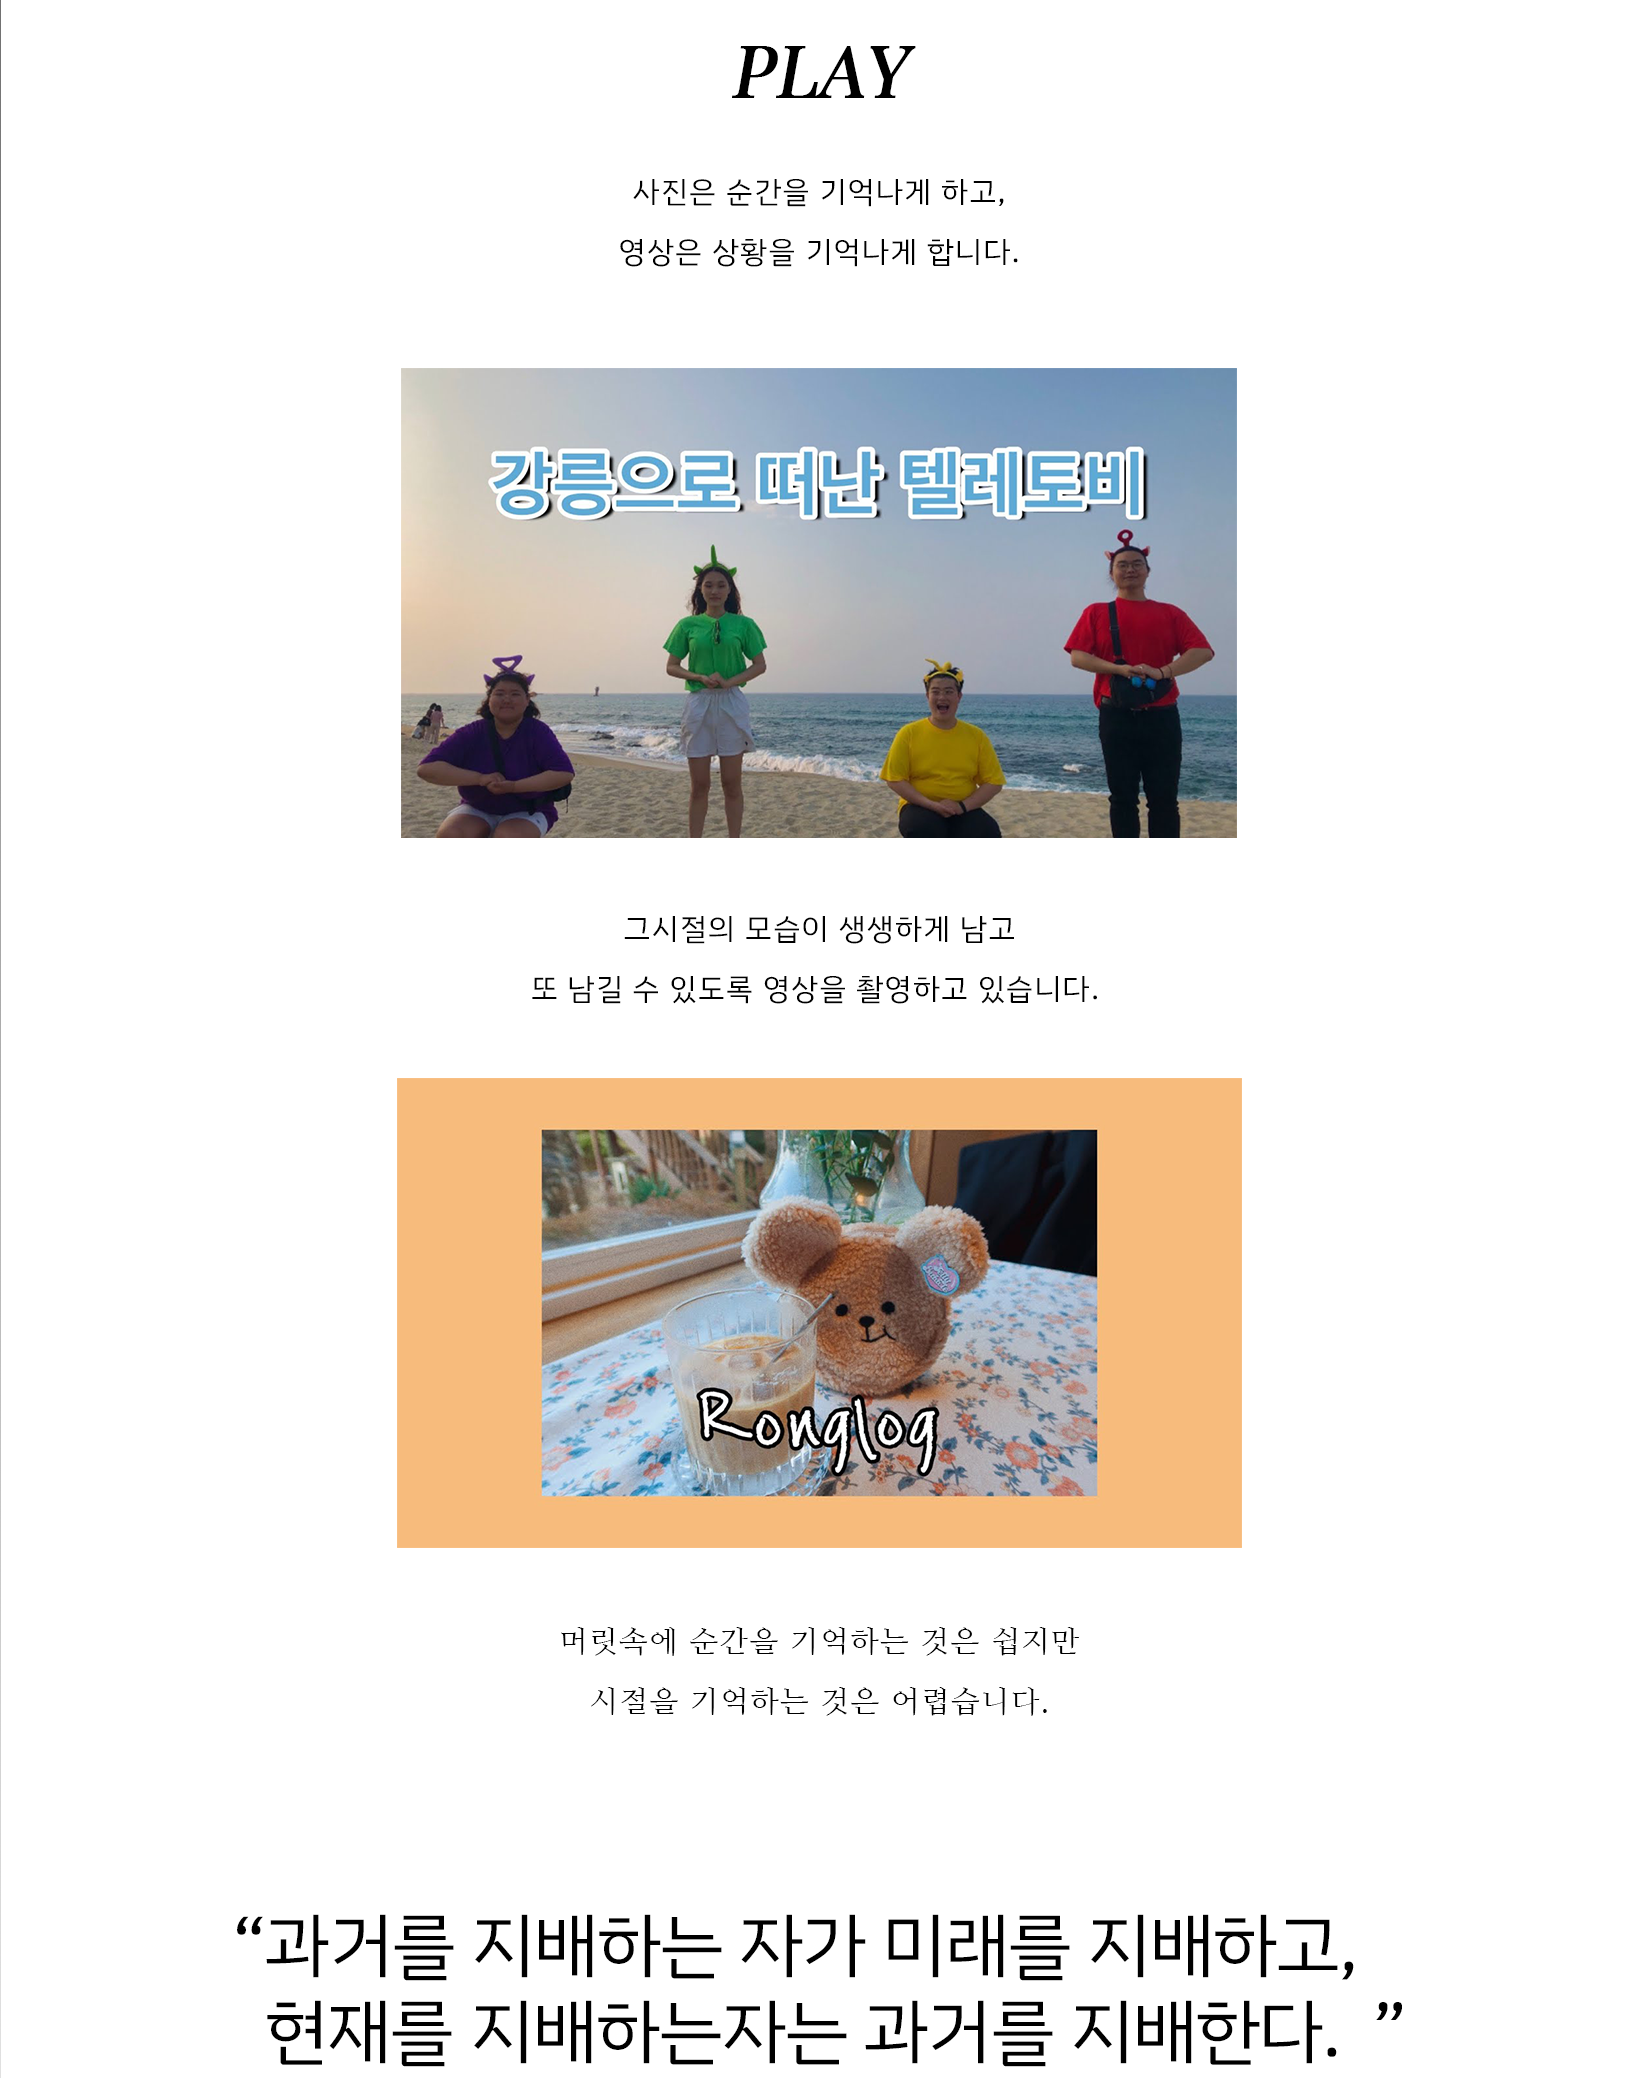 PLAY
사진은 순간을 기억나게 하고,
영상은 상황을 기억나게 합니다.
강릉으로 떠난 텔레토비
그시절의 모습이 생생하게 남고
또 남길 수 있도록 영상을 촬영하고 있습니다.
Ronglog
머릿속에 순간을 기억하는 것은 쉽지만
시절을 기억하는 것은 어렵습니다.
“과거를 지배하는 자가 미래를 지배하고,
현재를 지배하는자는 과거를 지배한다. ”